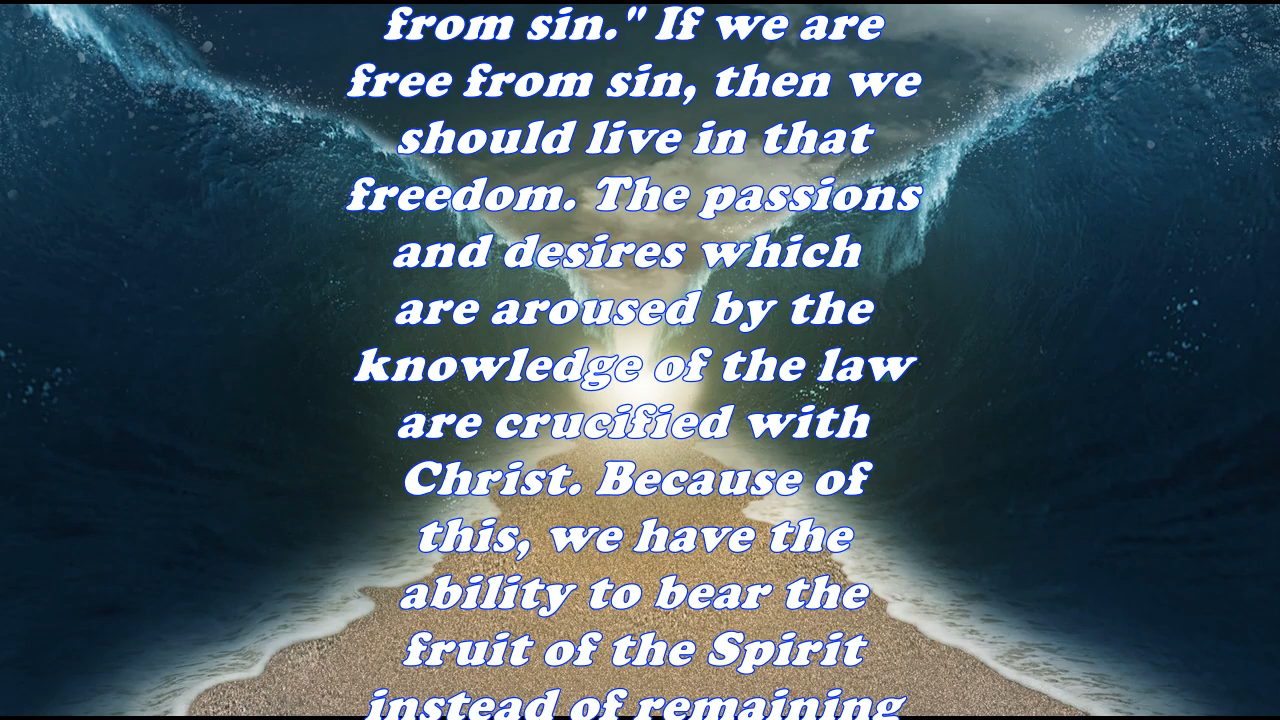 from sin." If we are
free from sin, then we
should live in that
freedom. The passions
and desires which
are aroused by the
knowledge of the law
are crucified with
Christ. Because of
this, we have the
ability to bear the
fruit of the Spirit
instead of remaining